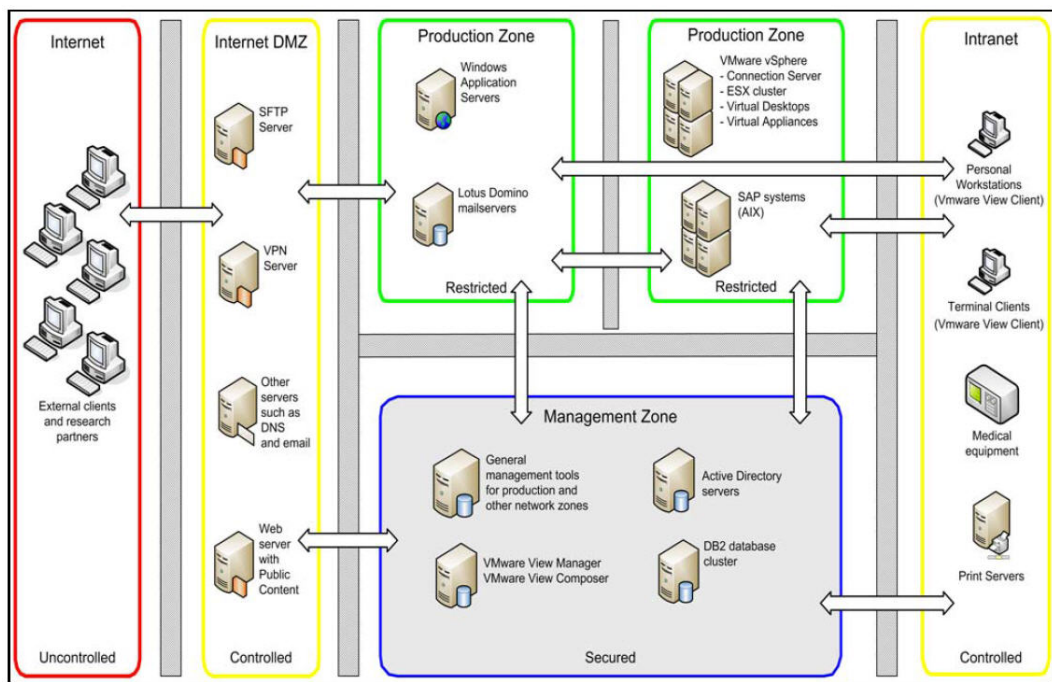 Internet
External clients
and research
partners
Uncontrolled
Internet DMZ
SFTP
Server
VPN
Server
Other
servers
such as
DNS
and email
Web
server
with
Public
Content
Controlled
Production Zone
Windows
Application
Servers
Lotus Domino
mailservers
Restricted
Production Zone
VMware vSphere
- Connection Server
- ESX cluster
- Virtual Desktops
- Virtual Appliances
SAP systems
(AIX)
Restricted
Management Zone
General
management tools
for production and
other network zones
Active Directory
servers
VMware View Manager
VMware View Composer
DB2 database
cluster
Secured
Intranet
Personal
Workstations
(Vmware View Client)
Terminal Clients
(Vmware View Client)
Medical
equipment
Print Servers
Controlled